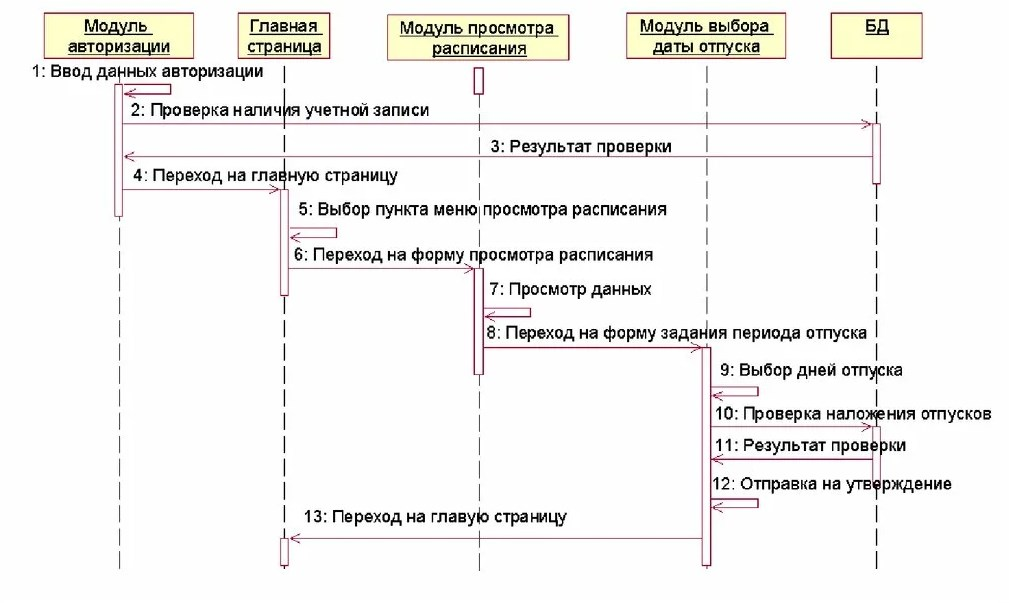 Модуль
авторизации
Главная
страница
Модуль просмотра
расписания
Модуль выбора
даты отпуска
БД
1: Ввод данных авторизации
2: Проверка наличия учетной записи
3: Результат проверки
4: Переход на главную страницу
5: Выбор пункта меню просмотра расписания
6: Переход на форму просмотра расписания
7: Просмотр данных
8: Переход на форму задания периода отпуска
9: Выбор дней отпуска
10: Проверка наложения отпусков
11: Результат проверки
12: Отправка на утверждение
13: Переход на главую страницу